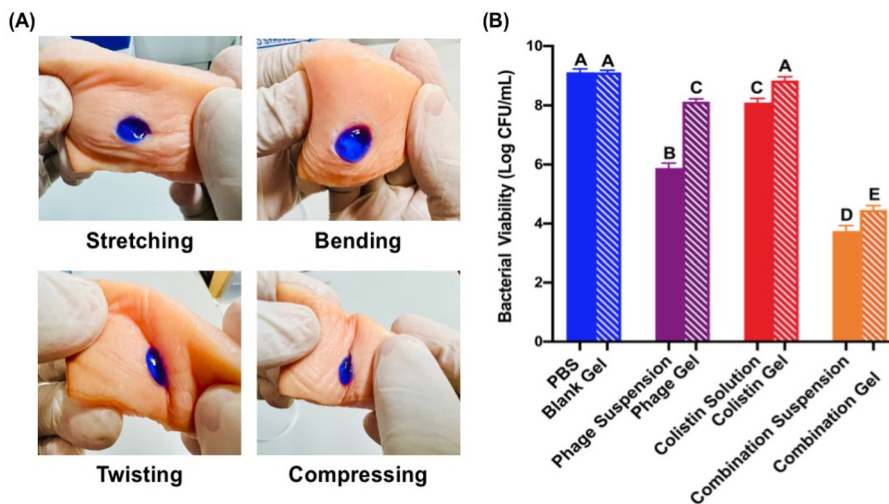 (A)
Stretching
Bending
Twisting
Compressing
(B)
Bacterial Viability (Log CFU/mL)
10
8
6
4
2
0
A
A
B
C
C
A
D
E
PBS
Blank Gel
Phage Suspension
Phage Gel
Colistin Solution
Colistin Gel
Combination Suspension
Combination Gel